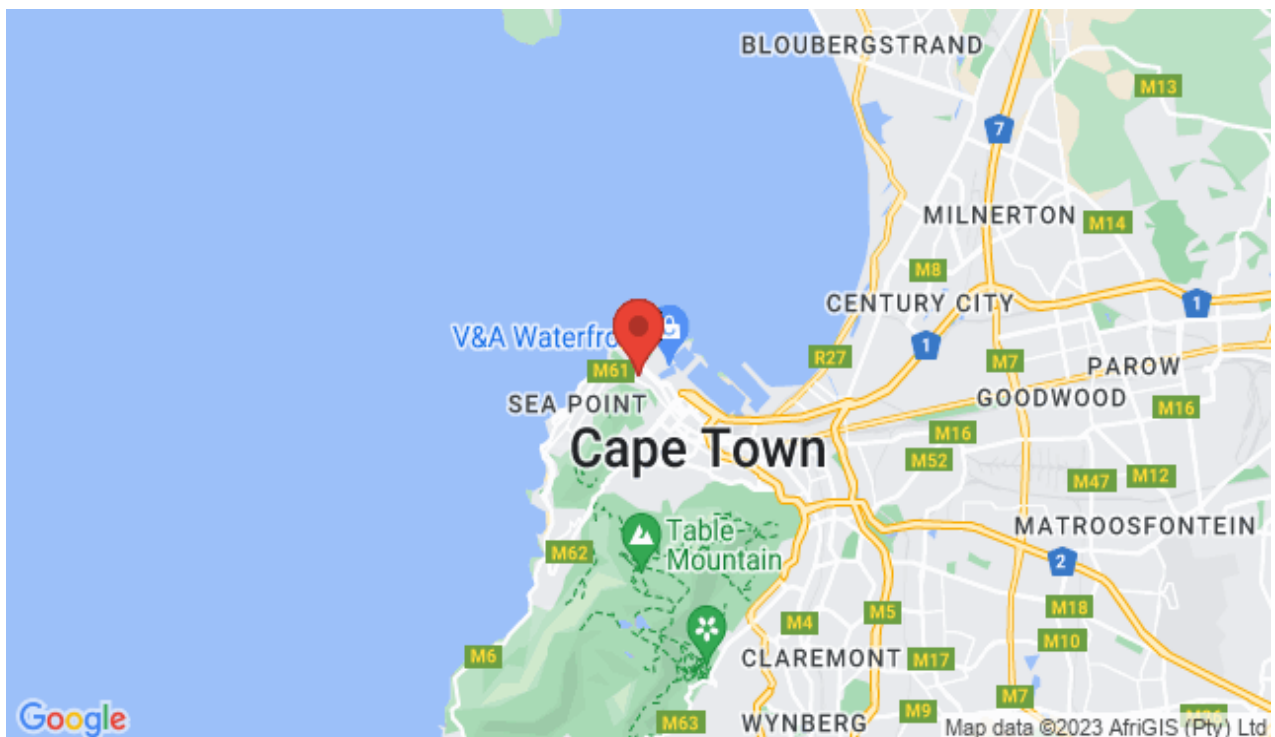 BLOUBERGSTRAND
M13
7
MILNERTON
M14
M8
CENTURY CITY
1
V&A Waterfro
1
R27
M7
M61
PAROW
SEA POINT
GOODWOOD
M16
Cape Town
M16
M52
M47
M12
Table
Mountain
MATROOSFONTEIN
M62
2
M18
M5
M4
M10
M6
CLAREMONT
M17
M7
Google
M63
WYNBERG
M9
Map data ©2023 AfriGIS (Pty) Ltd